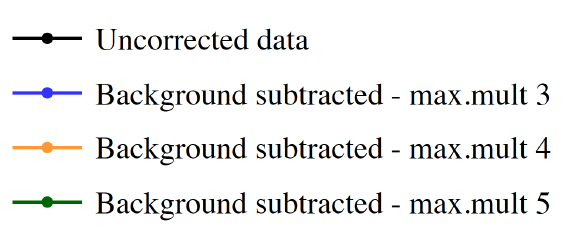 Uncorrected data
Background subtracted - max.mult 3
Background subtracted - max.mult 4
Background subtracted - max.mult 5